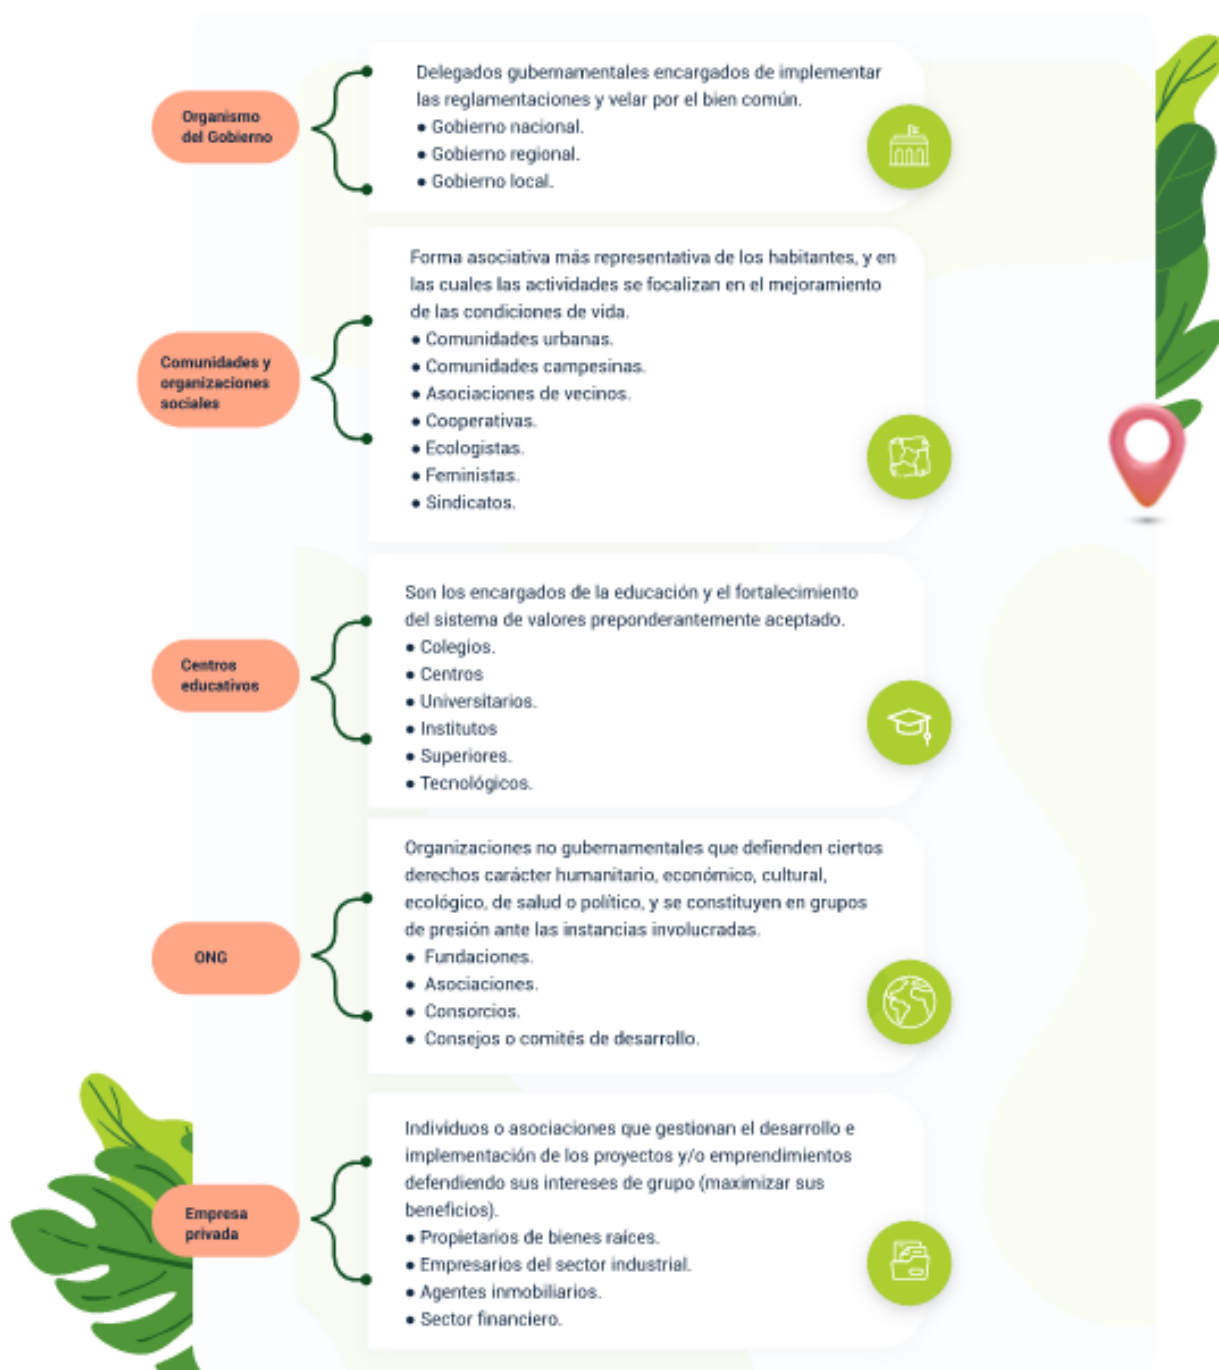 Organismo
del Gobierno
Delegados gubernamentales encargados de implementar
las reglamentaciones y velar por el bien común.
● Gobierno nacional.
● Gobierno regional.
● Gobierno local.
Comunidades y
organizaciones
sociales
Forma asociativa más representativa de los habitantes, y en
las cuales las actividades se focalizan en el mejoramiento
de las condiciones de vida.
● Comunidades urbanas.
● Comunidades campesinas.
● Asociaciones de vecinos.
● Cooperativas.
● Ecologistas.
● Feministas.
● Sindicatos.
Centros
educativos
Son los encargados de la educación y el fortalecimiento
del sistema de valores preponderantemente aceptado.
● Colegios.
● Centros
● Universitarios.
● Institutos
● Superiores.
● Tecnológicos.
ONG
Organizaciones no gubernamentales que defienden ciertos
derechos carácter humanitario, económico, cultural,
ecológico, de salud o político, y se constituyen en grupos
de presión ante las instancias involucradas.
● Fundaciones.
● Asociaciones.
● Consorcios.
● Consejos o comités de desarrollo.
Empresa
privada
Individuos o asociaciones que gestionan el desarrollo e
implementación de los proyectos y/o emprendimientos
defendiendo sus intereses de grupo (maximizar sus
beneficios).
● Propietarios de bienes raíces.
● Empresarios del sector industrial.
● Agentes inmobiliarios.
● Sector financiero.